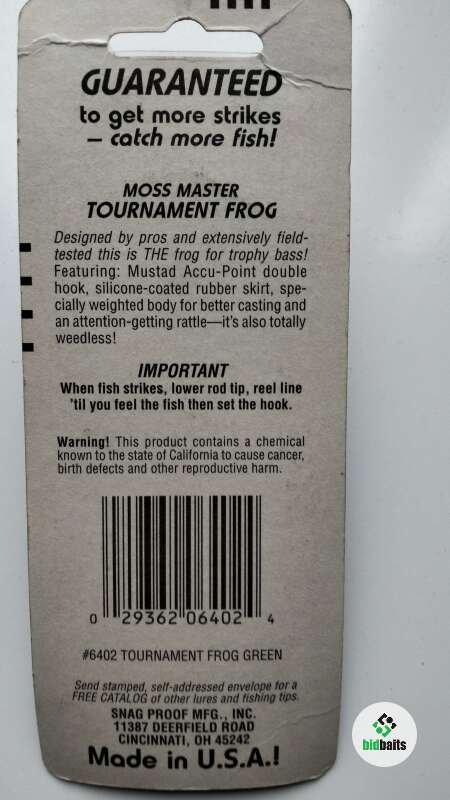 GUARANTEED
to get more strikes
– catch more fish!
MOSS MASTER
TOURNAMENT FROG
Designed by pros and extensively field-
tested this is THE frog for trophy bass!
Featuring: Mustad Accu-Point double
hook, silicone-coated rubber skirt, spe-
cially weighted body for better casting and
an attention-getting rattle—it's also totally
weedless!
IMPORTANT
When fish strikes, lower rod tip, reel line
'til you feel the fish then set the hook.
Warning! This product contains a chemical
known to the state of California to cause cancer,
birth defects and other reproductive harm.
0 29362 06402 4
#6402 TOURNAMENT FROG GREEN
Send stamped, self-addressed envelope for a
FREE CATALOG of other lures and fishing tips.
SNAG PROOF MFG., INC.
11387 DEERFIELD ROAD
CINCINNATI, OH 45242
Made in U.S.A.!
bidbaits